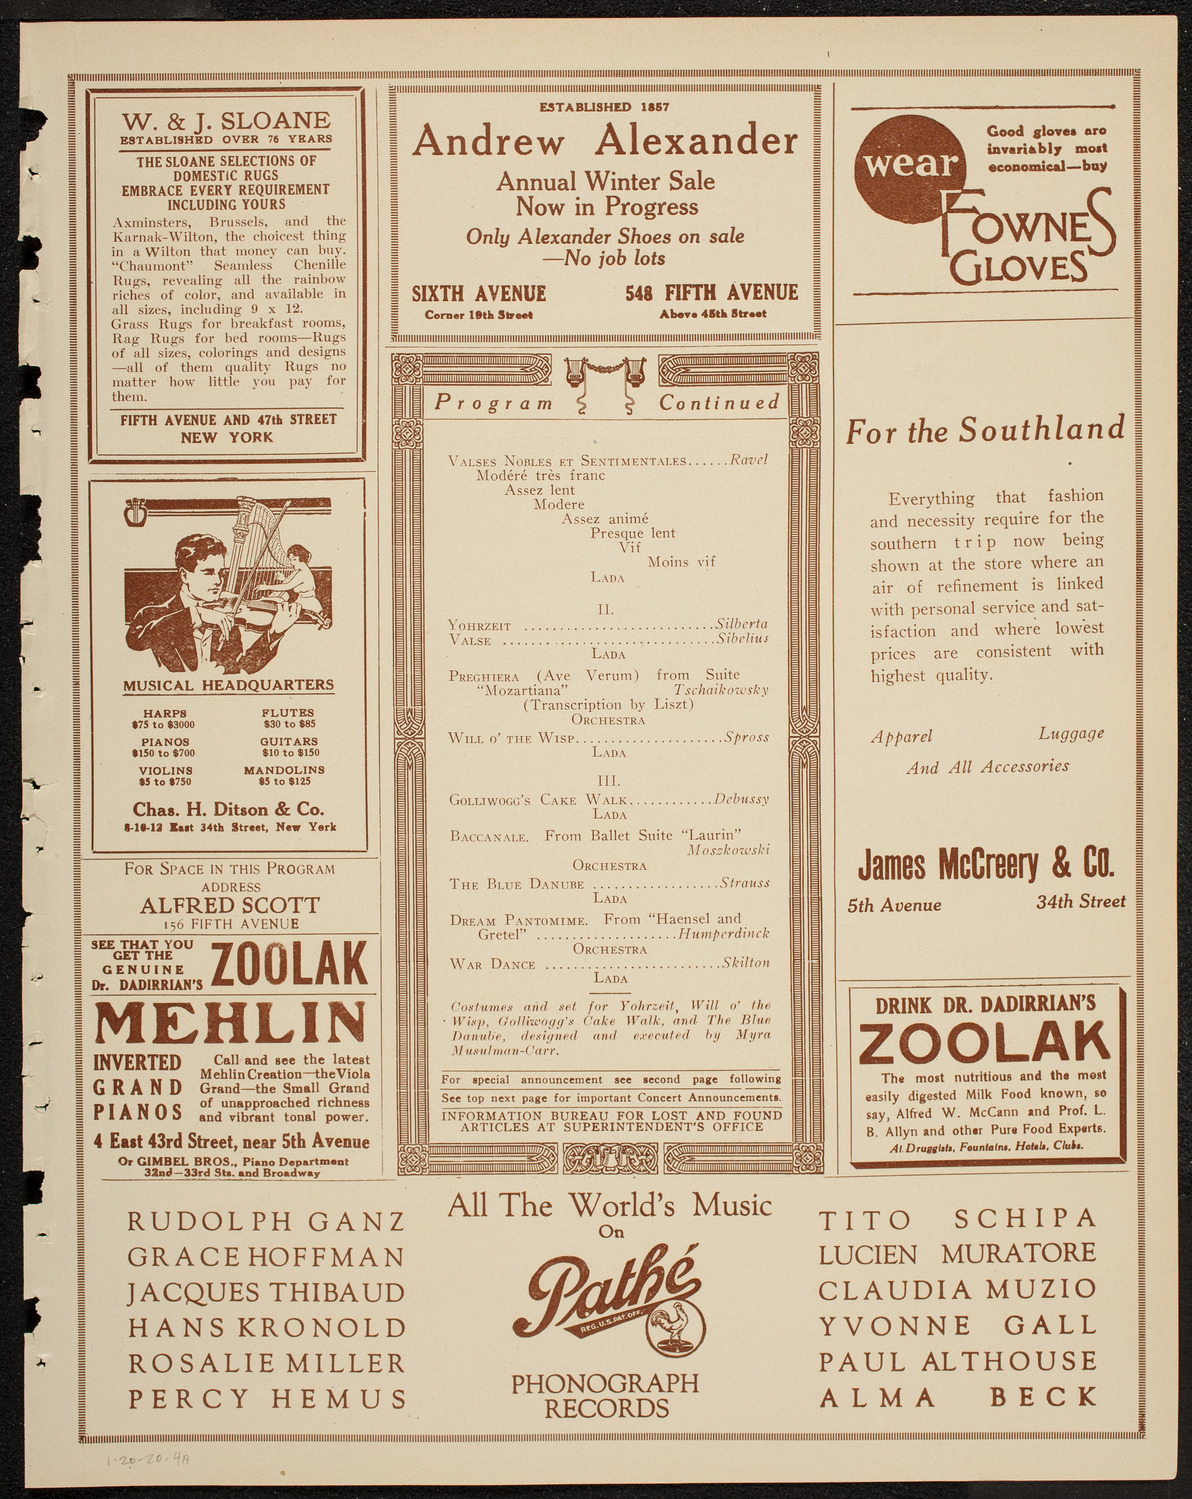 W. & J. SLOANE
ESTABLISHED OVER 76 YEARS
THE SLOANE SELECTIONS OF
DOMESTIC RUGS
EMBRACE EVERY REQUIREMENT
INCLUDING YOURS
Axminsters, Brussels, and the
Karnak-Wilton, the choicest thing
in a Wilton that money can buy.
"Chaumont" Seamless Chenille
Rugs, revealing all the rainbow
riches of color, and available in
all sizes, including 9 x 12.
Grass Rugs for breakfast rooms,
Rag Rugs for bed rooms—Rugs
of all sizes, colorings and designs
—all of them quality Rugs no
matter how little you pay for
them.
FIFTH AVENUE AND 47th STREET
NEW YORK
MUSICAL HEADQUARTERS
HARPS
$75 to $3000
FLUTES
$30 to $85
PIANOS
$150 to $700
GUITARS
$10 to $150
VIOLINS
$5 to $750
MANDOLINS
$5 to $125
Chas. H. Ditson & Co.
8-10-12 East 34th Street, New York
FOR SPACE IN THIS PROGRAM
ADDRESS
ALFRED SCOTT
156 FIFTH AVENUE
SEE THAT YOU
GET THE
GENUINE
Dr. DADIRRIAN'S
ZOOLAK
MEHLIN
INVERTED
GRAND
PIANOS
Call and see the latest
Mehlin Creation—the Viola
Grand—the Small Grand
of unapproached richness
and vibrant tonal power.
4 East 43rd Street, near 5th Avenue
Or GIMBEL BROS., Piano Department
32nd—33rd Sts. and Broadway
ESTABLISHED 1857
Andrew Alexander
Annual Winter Sale
Now in Progress
Only Alexander Shoes on sale
—No job lots
SIXTH AVENUE
Corner 19th Street
548 FIFTH AVENUE
Above 45th Street
Program Continued
VALSES NOBLES ET SENTIMENTALES......Ravel
Modéré très franc
Assez lent
Modere
Assez animé
Presque lent
Vif
Moins vif
LADA
II.
YOHRZEIT ........................Silberta
VALSE ...........................Sibelius
LADA
PREGHIERA (Ave Verum) from Suite
"Mozartiana" Tschaikowsky
(Transcription by Liszt)
ORCHESTRA
WILL O' THE WISP......................Spross
LADA
III.
GOLLIWOGG'S CAKE WALK............Debussy
LADA
BACCANALE. From Ballet Suite "Laurin"
Moszkowski
ORCHESTRA
THE BLUE DANUBE ..................Strauss
LADA
DREAM PANTOMIME. From "Haensel and
Gretel" ....................Humperdinck
ORCHESTRA
WAR DANCE .........................Skilton
LADA
Costumes and set for Yohrzeit, Will o' the
Wisp, Golliwogg's Cake Walk, and The Blue
Danube, designed and executed by Myra
Musulman-Carr.
For special announcement see second page following
See top next page for important Concert Announcements.
INFORMATION BUREAU FOR LOST AND FOUND
ARTICLES AT SUPERINTENDENT'S OFFICE
wear
Good gloves are
invariably most
economical—buy
FOWNES
GLOVES
For the Southland
Everything that fashion
and necessity require for the
southern trip now being
shown at the store where an
air of refinement is linked
with personal service and sat-
isfaction and where lowest
prices are consistent with
highest quality.
Apparel Luggage
And All Accessories
James McCreery & Co.
5th Avenue 34th Street
DRINK DR. DADIRRIAN'S
ZOOLAK
The most nutritious and the most
easily digested Milk Food known, so
say, Alfred W. McCann and Prof. L.
B. Allyn and other Pure Food Experts.
At Druggists, Fountains, Hotels, Clubs.
RUDOLPH GANZ
GRACE HOFFMAN
JACQUES THIBAUD
HANS KRONOLD
ROSALIE MILLER
PERCY HEMUS
All The World's Music
On
Pathé
REG. U.S. PAT. OFF.
PHONOGRAPH
RECORDS
TITO SCHIPA
LUCIEN MURATORE
CLAUDIA MUZIO
YVONNE GALL
PAUL ALTHOUSE
ALMA BECK
1-20-20-4A